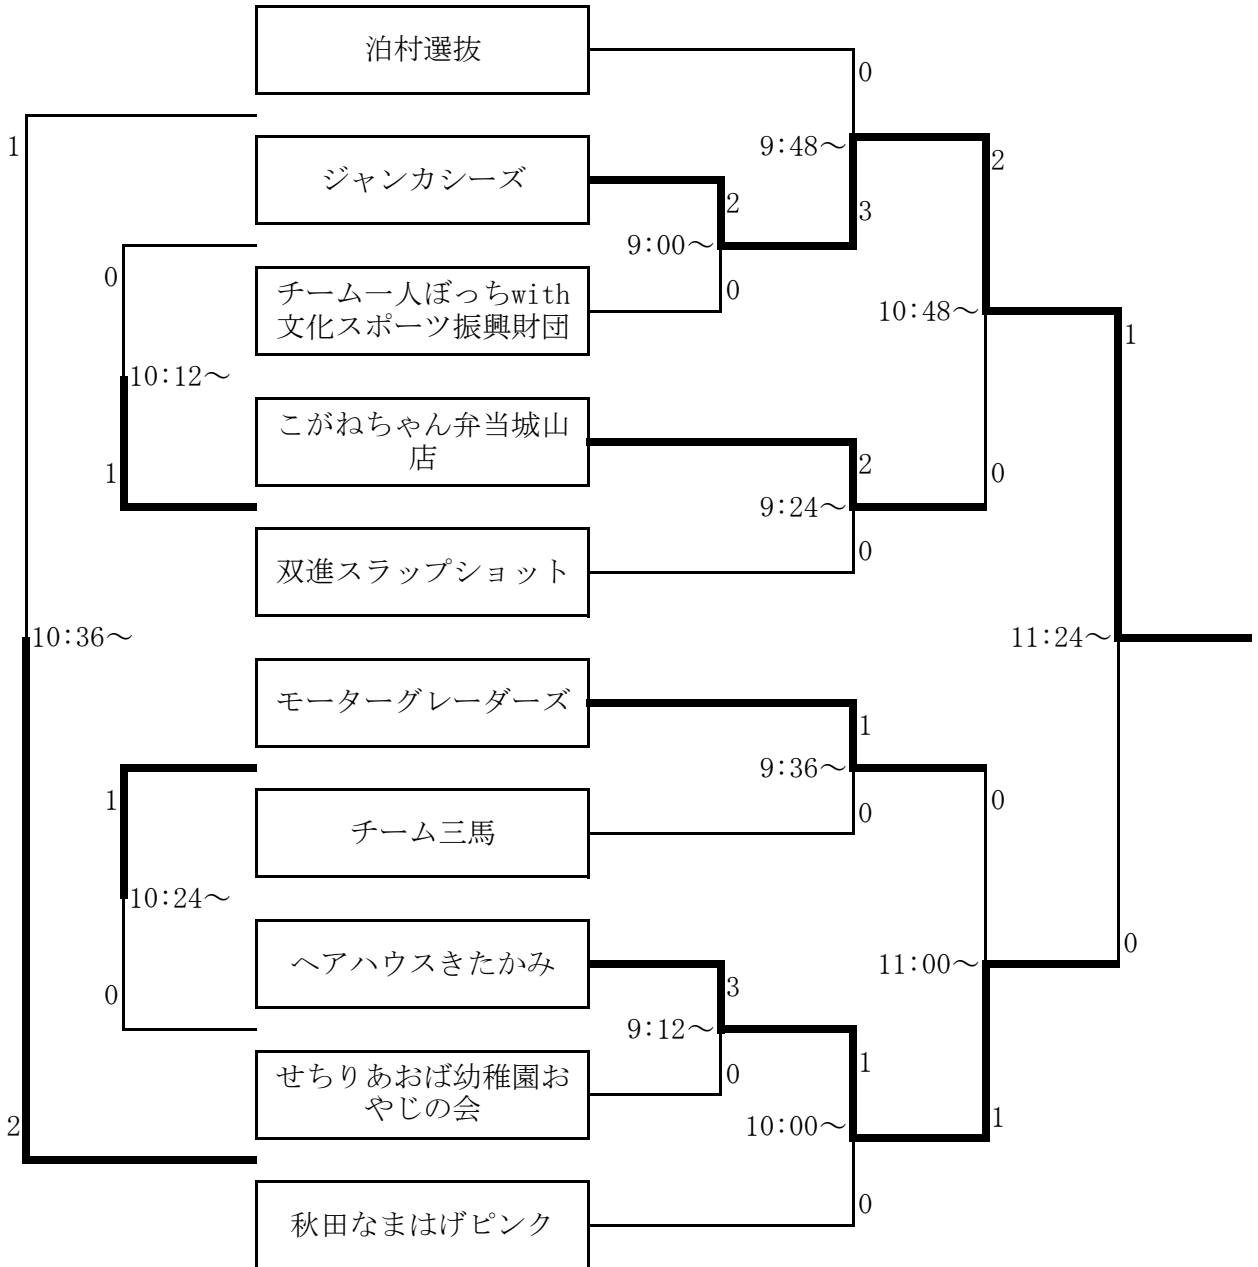 泊村選抜
0
1
9:48～
2
ジャンカシーズ
2
3
9:00～
0
チーム一人ぼっちwith
文化スポーツ振興財団
0
10:48～
1
10:12～
こがねちゃん弁当城山
店
1
2
0
9:24～
0
双進スラップショット
10:36～
11:24～
モーターグレーダーズ
1
9:36～
1
0
0
チーム三馬
10:24～
0
ヘアハウスきたかみ
11:00～
0
3
9:12～
0
1
せちりあおば幼稚園お
やじの会
2
10:00～
1
0
秋田なまはげピンク